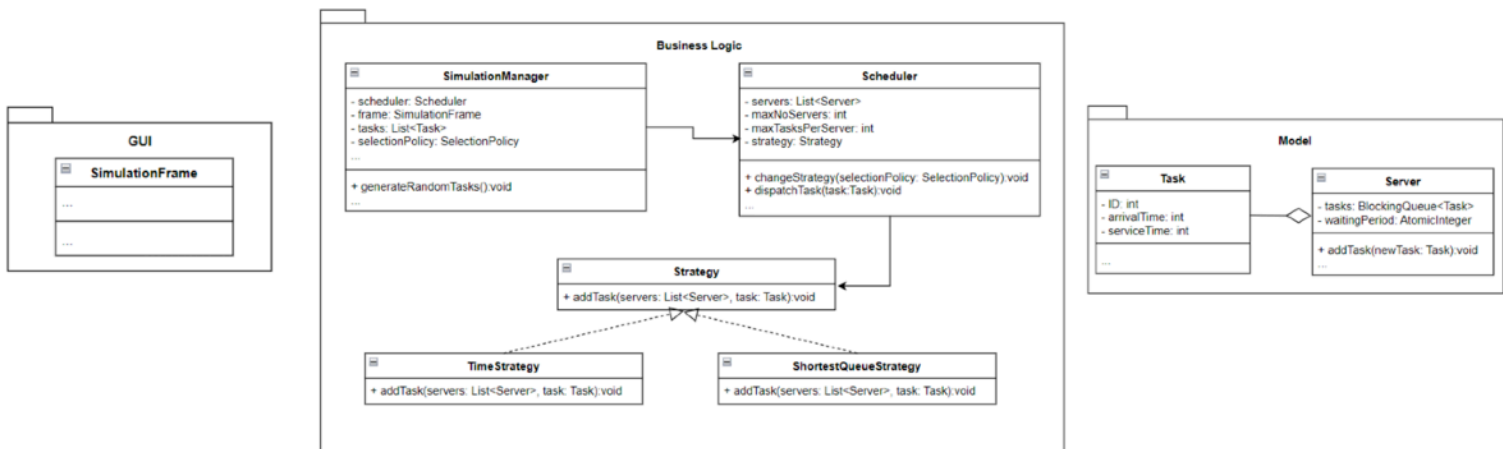 GUI
SimulationFrame
...
...
Business Logic
SimulationManager
- scheduler: Scheduler
- frame: SimulationFrame
- tasks: List<Task>
- selectionPolicy: SelectionPolicy
...
+ generateRandomTasks():void
...
Scheduler
- servers: List<Server>
- maxNoServers: int
- maxTasksPerServer: int
- strategy: Strategy
+ changeStrategy(selectionPolicy: SelectionPolicy):void
+ dispatchTask(task:Task):void
...
Strategy
+ addTask(servers: List<Server>, task: Task):void
TimeStrategy
+ addTask(servers: List<Server>, task: Task):void
ShortestQueueStrategy
+ addTask(servers: List<Server>, task: Task):void
Model
Task
- ID: int
- arrivalTime: int
- serviceTime: int
...
Server
- tasks: BlockingQueue<Task>
- waitingPeriod: AtomicInteger
+ addTask(newTask: Task):void
...